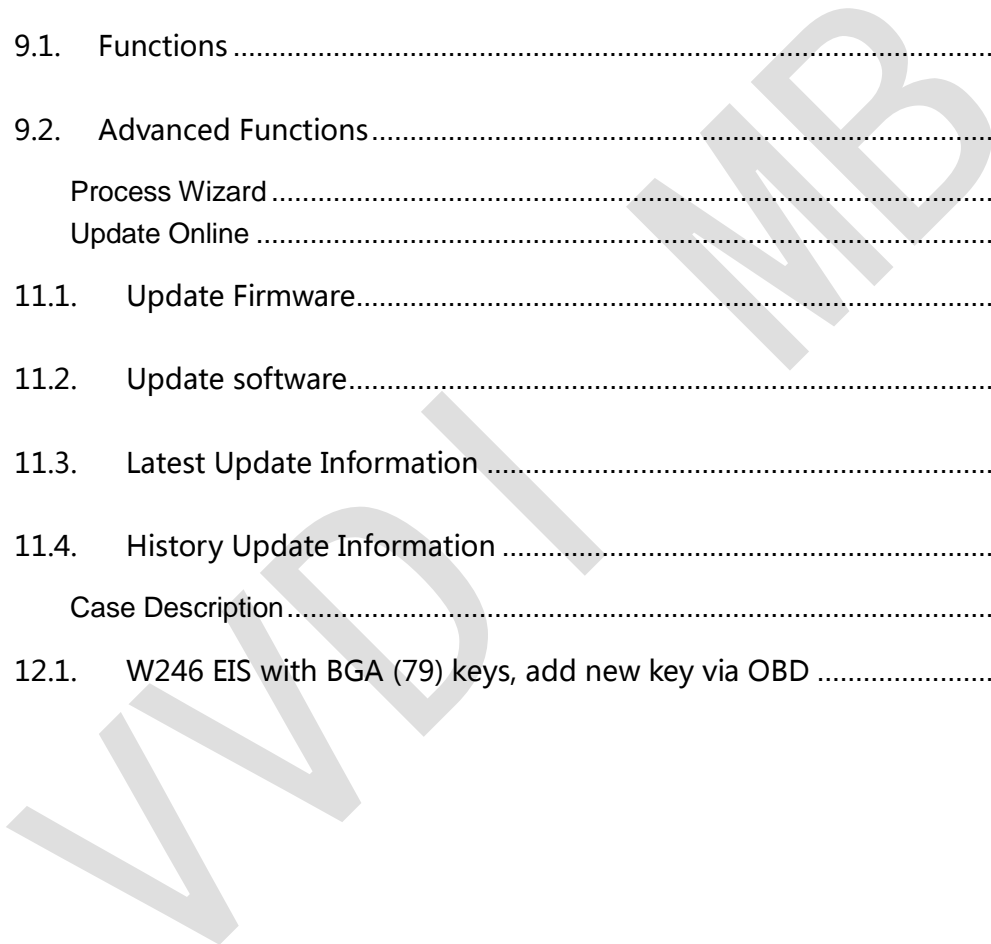 9.1. Functions ................................................................................................
9.2. Advanced Functions ................................................................................
Process Wizard ............................................................................................
Update Online ..............................................................................................
11.1. Update Firmware ..................................................................................
11.2. Update software ...................................................................................
11.3. Latest Update Information .................................................................
11.4. History Update Information ...............................................................
Case Description ..........................................................................................
12.1. W246 EIS with BGA (79) keys, add new key via OBD ......................
VVDI MB